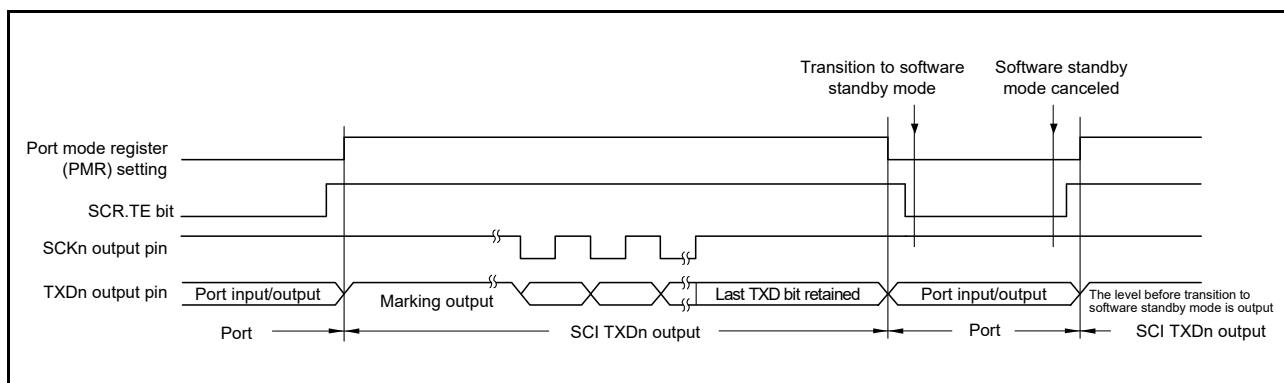 Transition to software
standby mode
Software standby
mode canceled
Port mode register
(PMR) setting
SCR.TE bit
SCKn output pin
TXDn output pin
Port input/output
Marking output
Last TXD bit retained
Port input/output
The level before transition to
software standby mode is output
Port
SCI TXDn output
Port
SCI TXDn output